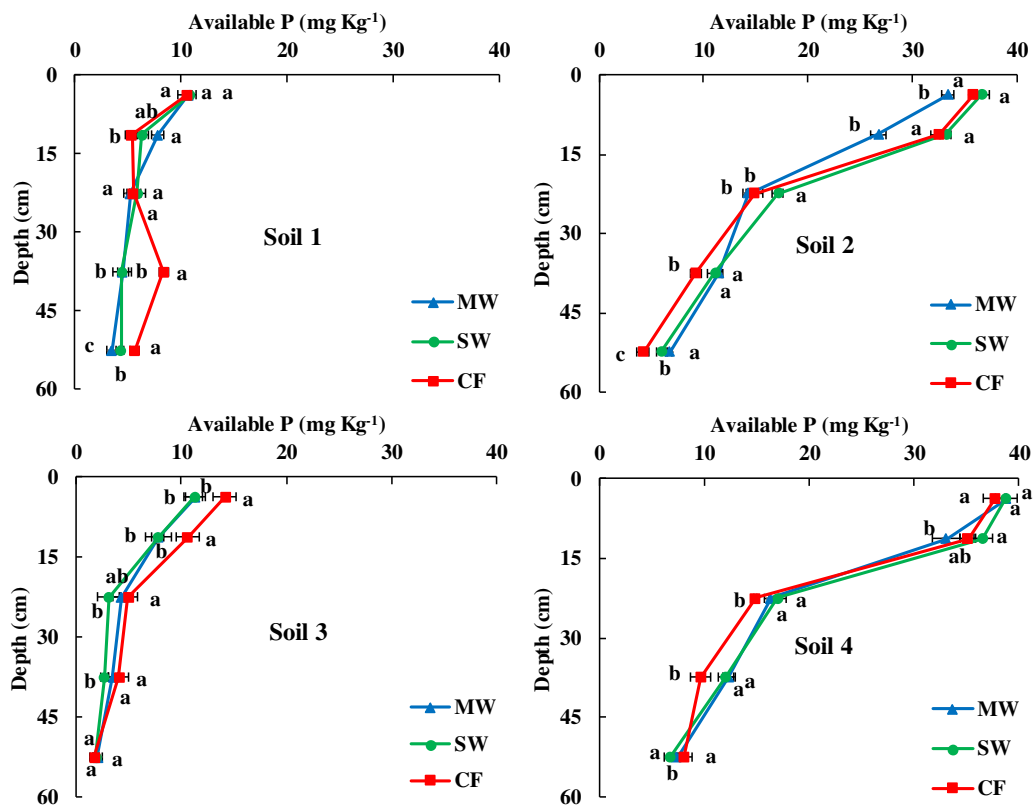 Available P (mg Kg-1)
0 10 20 30 40
0
15
30
45
60
Depth (cm)
a a a
ab
b a
a a
a
b b a
c a
b
Soil 1
MW
SW
CF
Available P (mg Kg-1)
0 10 20 30 40
0
15
30
45
60
Depth (cm)
a
b a
b a
a
b
b a
b a
a
c b a
Soil 2
MW
SW
CF
Available P (mg Kg-1)
0 10 20 30 40
0
15
30
45
60
Depth (cm)
b
b a
b b a
ab
b a
b a
a
a
a a
Soil 3
MW
SW
CF
Available P (mg Kg-1)
0 10 20 30 40
0
15
30
45
60
Depth (cm)
a a
a
b a
ab
b a
a
b a
a
a a
b
Soil 4
MW
SW
CF